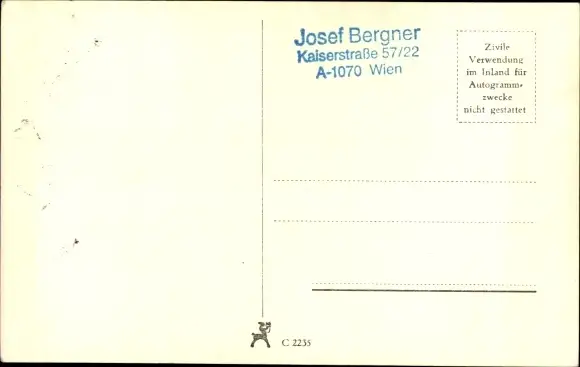 Josef Bergner
Kaiserstraße 57/22
A-1070 Wien
Zivile
Verwendung
im Inland für
Autogramm-
zwecke
nicht gestattet
C 2235